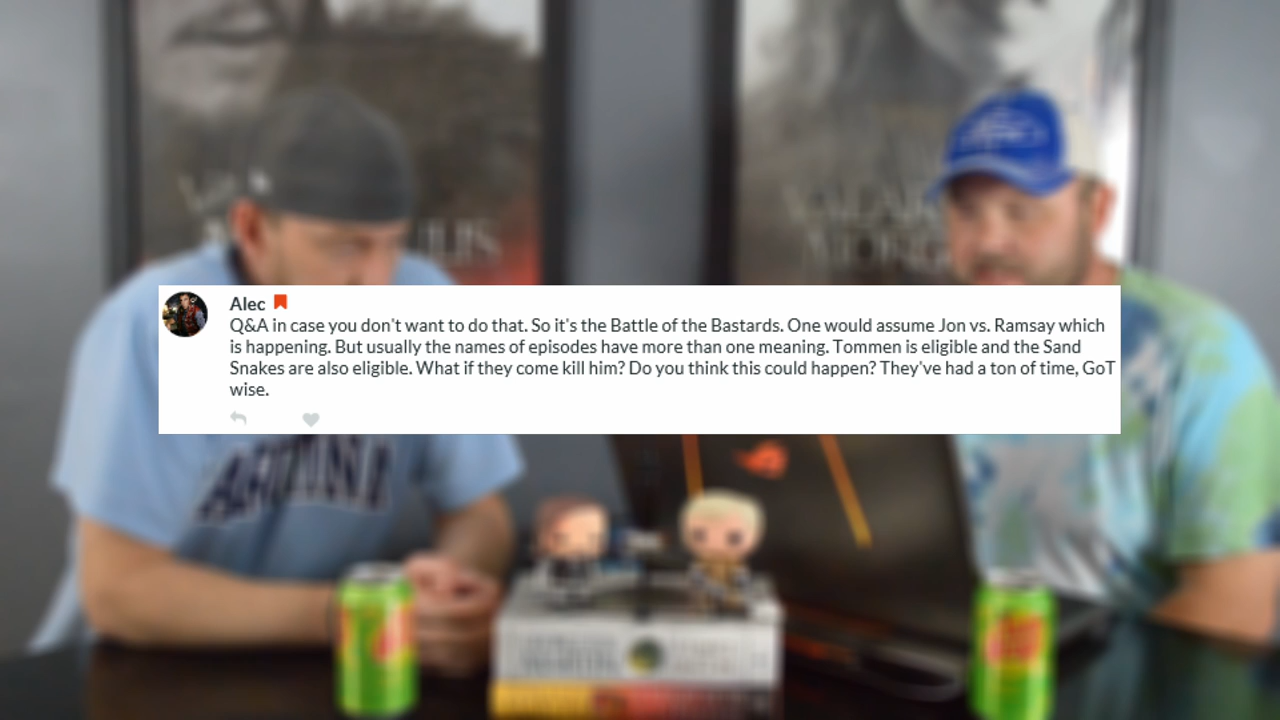 Alec
Q&A in case you don't want to do that. So it's the Battle of the Bastards. One would assume Jon vs. Ramsay which
is happening. But usually the names of episodes have more than one meaning. Tommen is eligible and the Sand
Snakes are also eligible. What if they come kill him? Do you think this could happen? They've had a ton of time, GoT
wise.